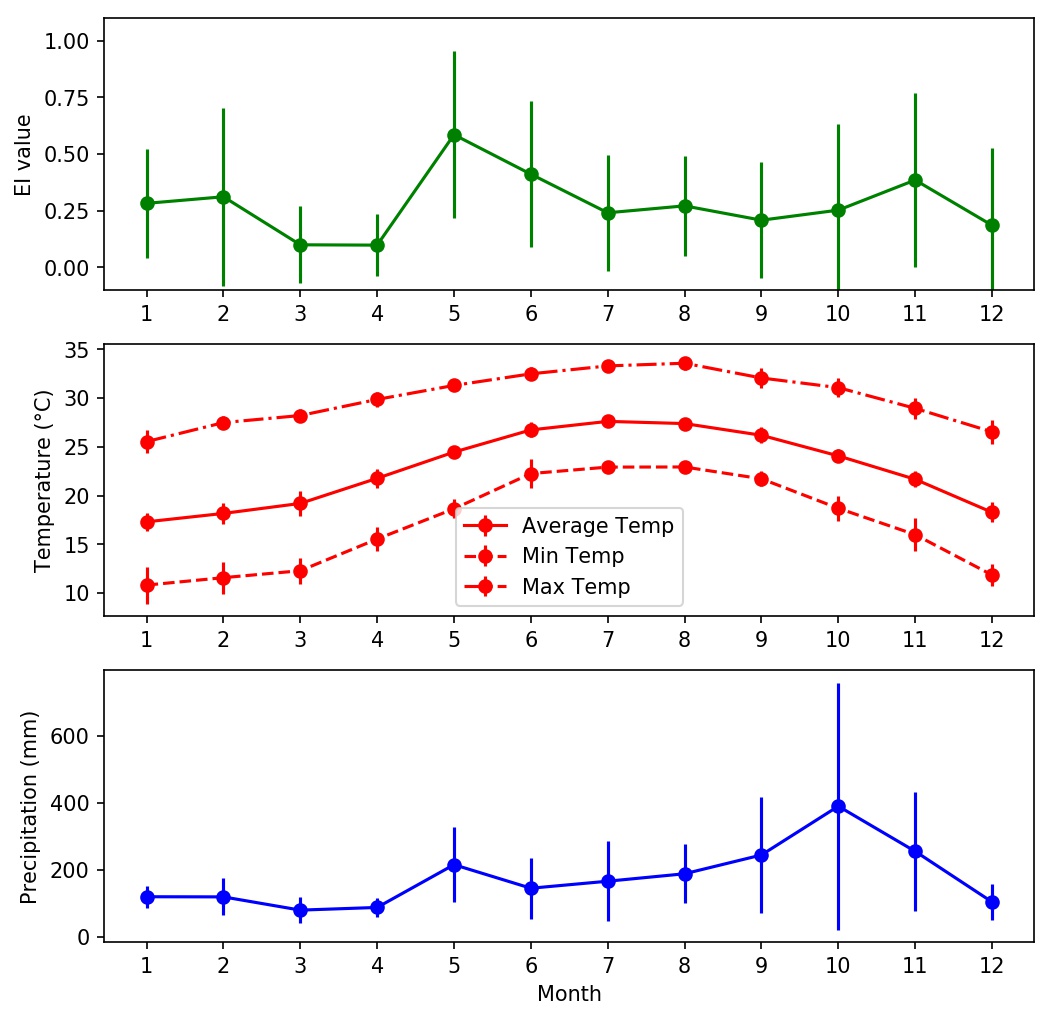 1.00
0.75
0.50
0.25
0.00
EI value
1 2 3 4 5 6 7 8 9 10 11 12
35
30
25
20
15
10
Temperature (°C)
Average Temp
Min Temp
Max Temp
1 2 3 4 5 6 7 8 9 10 11 12
600
400
200
0
Precipitation (mm)
1 2 3 4 5 6 7 8 9 10 11 12
Month